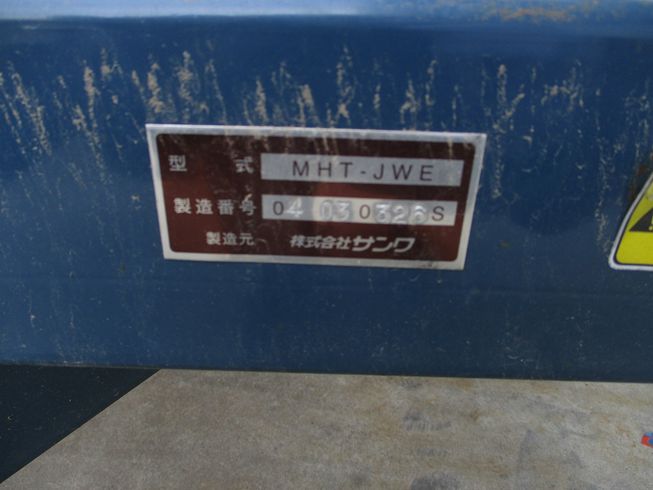 型 式 MHT-JWE
製造番号 04 030326S
製造元 株式会社サンワ